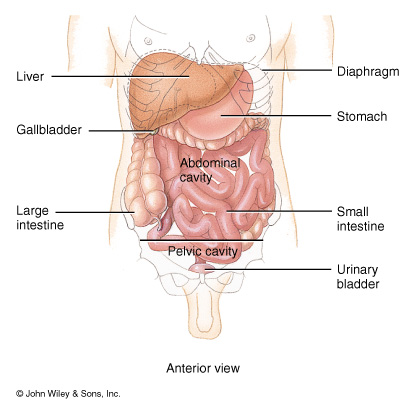 Liver
Diaphragm
Stomach
Gallbladder
Abdominal
cavity
Large
intestine
Small
intestine
Pelvic cavity
Urinary
bladder
Anterior view
© John Wiley & Sons, Inc.